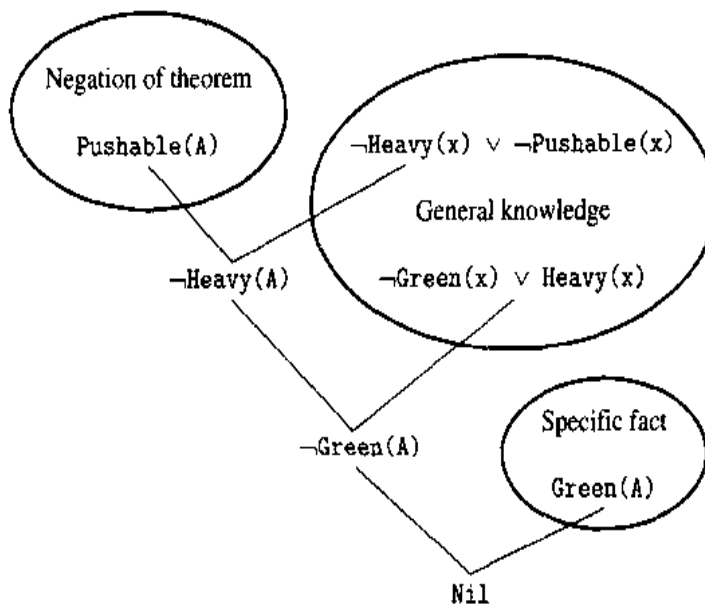 Negation of theorem
Pushable(A)
¬Heavy(x) ∨ ¬Pushable(x)
General knowledge
¬Heavy(A)
¬Green(x) ∨ Heavy(x)
¬Green(A)
Specific fact
Green(A)
Nil